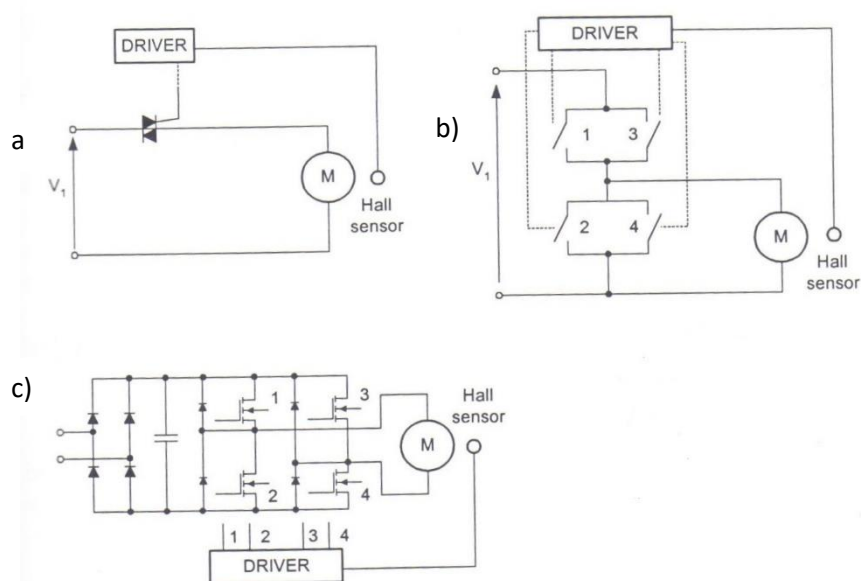 DRIVER
a
V1
M
Hall
sensor
b)
DRIVER
1 3
V1
2 4
M
Hall
sensor
c)
1
3
Hall
sensor
M
2
4
1 2 3 4
DRIVER